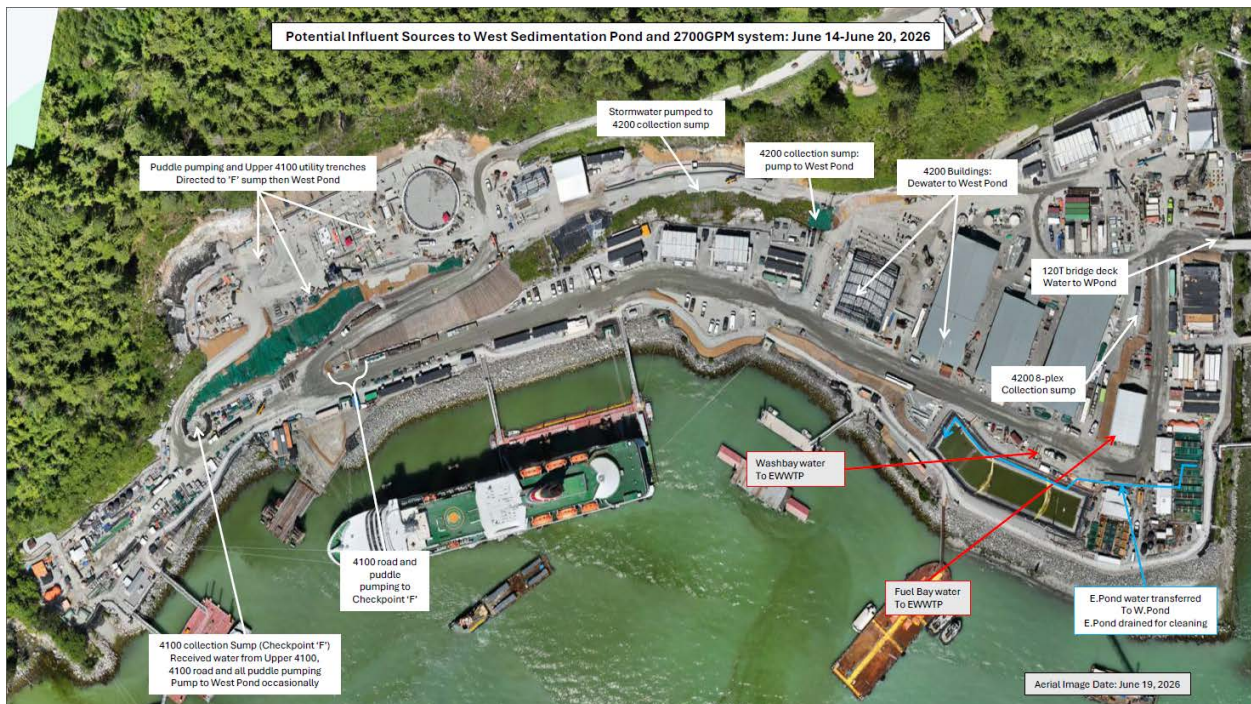 Potential Influent Sources to West Sedimentation Pond and 2700GPM system: June 14-June 20, 2026
Stormwater pumped to
4200 collection sump
Puddle pumping and Upper 4100 utility trenches
Directed to 'F' sump then West Pond
4200 collection sump:
pump to West Pond
4200 Buildings:
Dewater to West Pond
120T bridge deck
Water to WPond
4200 8-plex
Collection sump
Washbay water
To EWWTP
4100 road and
puddle
pumping to
Checkpoint 'F'
Fuel Bay water
To EWWTP
E.Pond water transferred
To W.Pond
E.Pond drained for cleaning
4100 collection Sump (Checkpoint 'F')
Received water from Upper 4100,
4100 road and all puddle pumping
Pump to West Pond occasionally
Aerial Image Date: June 19, 2026